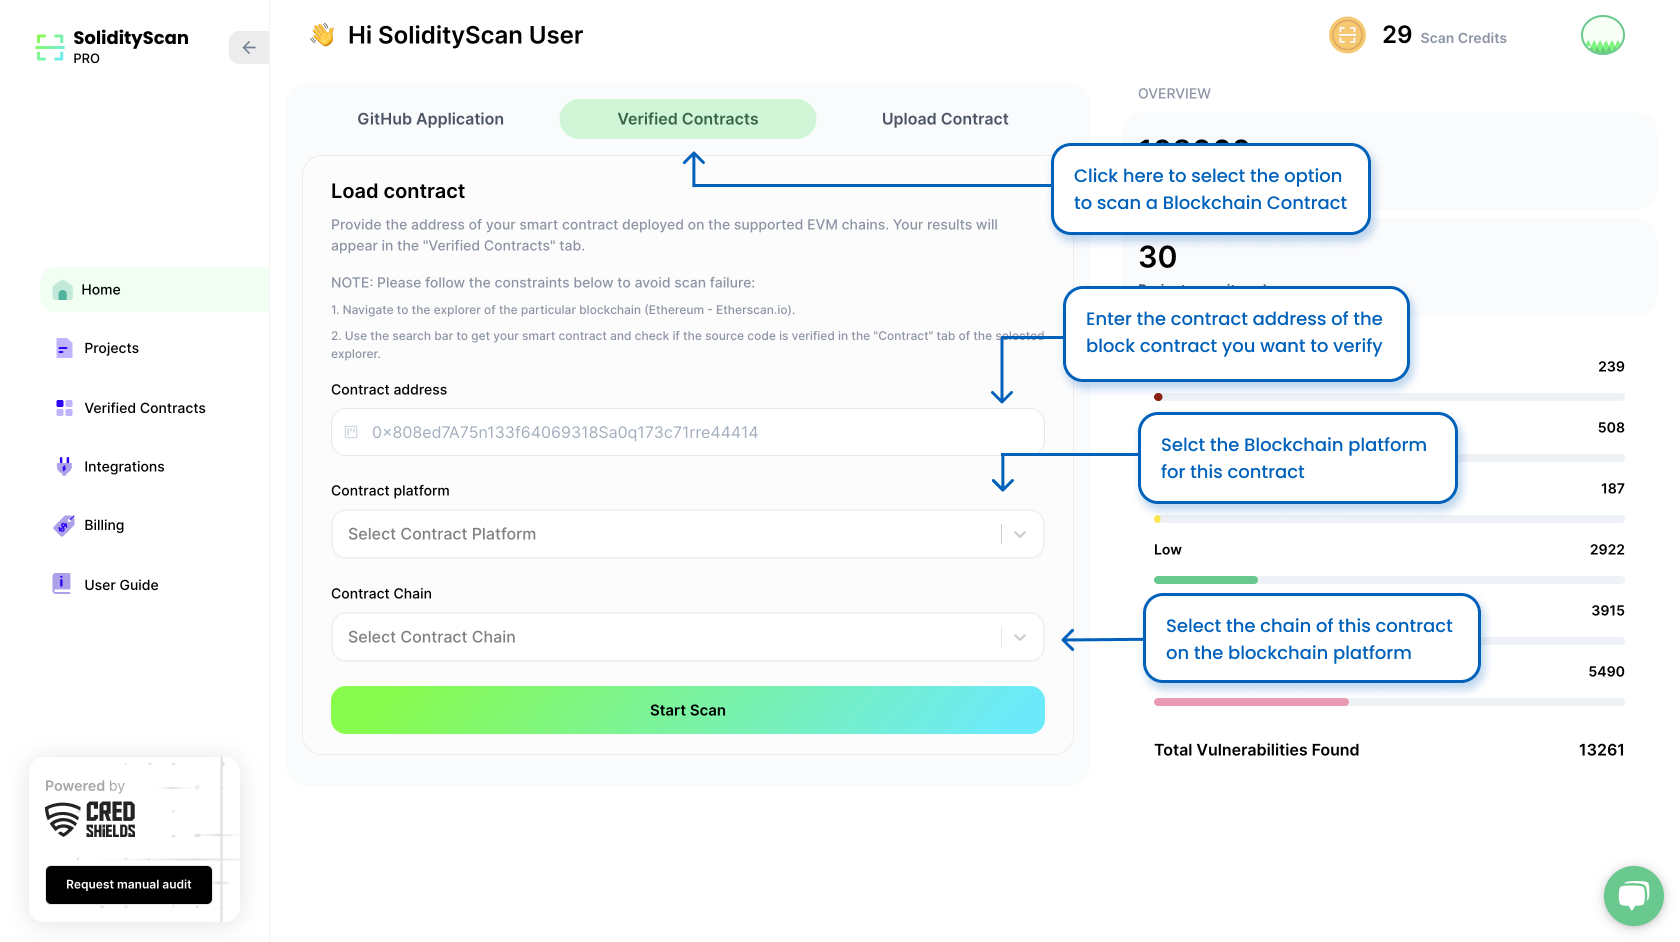 SolidityScan
PRO
Hi SolidityScan User
29 Scan Credits
Home
Projects
Verified Contracts
Integrations
Billing
User Guide
Powered by
CRED
SHIELDS
Request manual audit
GitHub Application
Verified Contracts
Upload Contract
Load contract
Provide the address of your smart contract deployed on the supported EVM chains. Your results will
appear in the "Verified Contracts" tab.
NOTE: Please follow the constraints below to avoid scan failure:
1. Navigate to the explorer of the particular blockchain (Ethereum - Etherscan.io).
2. Use the search bar to get your smart contract and check if the source code is verified in the "Contract" tab of the selected
explorer.
Contract address
0x808ed7A75n133f64069318Sa0q173c71rre44414
Contract platform
Select Contract Platform
Contract Chain
Select Contract Chain
Start Scan
Click here to select the option
to scan a Blockchain Contract
Enter the contract address of the
block contract you want to verify
Selct the Blockchain platform
for this contract
Select the chain of this contract
on the blockchain platform
OVERVIEW
30
239
508
187
Low 2922
3915
5490
Total Vulnerabilities Found 13261